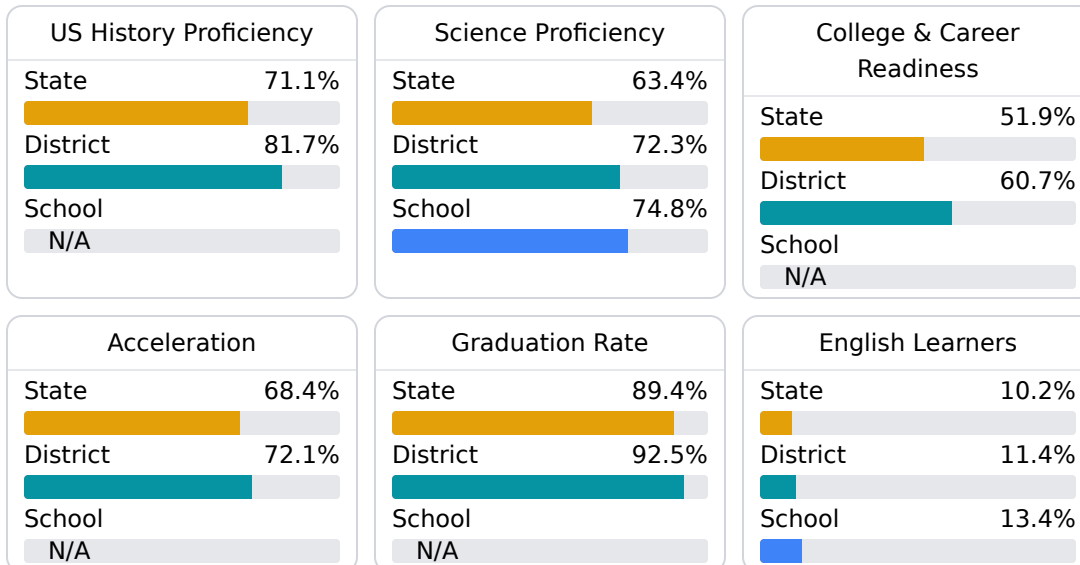 US History Proficiency
State 71.1%
District 81.7%
School
N/A
Science Proficiency
State 63.4%
District 72.3%
School 74.8%
College & Career
Readiness
State 51.9%
District 60.7%
School
N/A
Acceleration
State 68.4%
District 72.1%
School
N/A
Graduation Rate
State 89.4%
District 92.5%
School
N/A
English Learners
State 10.2%
District 11.4%
School 13.4%